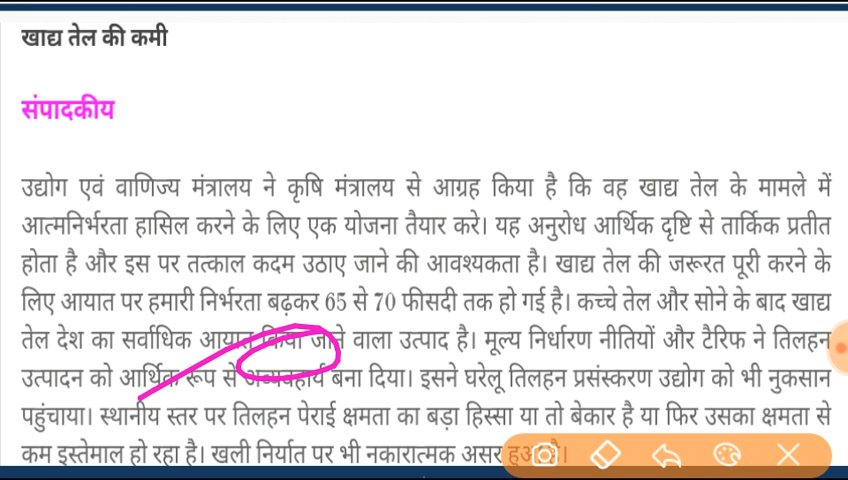 खाद्य तेल की कमी
संपादकीय
उद्योग एवं वाणिज्य मंत्रालय ने कृषि मंत्रालय से आग्रह किया है कि वह खाद्य तेल के मामले में
आत्मनिर्भरता हासिल करने के लिए एक योजना तैयार करे। यह अनुरोध आर्थिक दृष्टि से तार्किक प्रतीत
होता है और इस पर तत्काल कदम उठाए जाने की आवश्यकता है। खाद्य तेल की जरूरत पूरी करने के
लिए आयात पर हमारी निर्भरता बढ़कर 65 से 70 फीसदी तक हो गई है। कच्चे तेल और सोने के बाद खाद्य
तेल देश का सर्वाधिक आयात किया जाने वाला उत्पाद है। मूल्य निर्धारण नीतियों और टैरिफ ने तिलहन
उत्पादन को आर्थिक रूप से अव्यवहार्य बना दिया। इसने घरेलू तिलहन प्रसंस्करण उद्योग को भी नुकसान
पहुंचाया। स्थानीय स्तर पर तिलहन पेराई क्षमता का बड़ा हिस्सा या तो बेकार है या फिर उसका क्षमता से
कम इस्तेमाल हो रहा है। खली निर्यात पर भी नकारात्मक असर हुआ है।